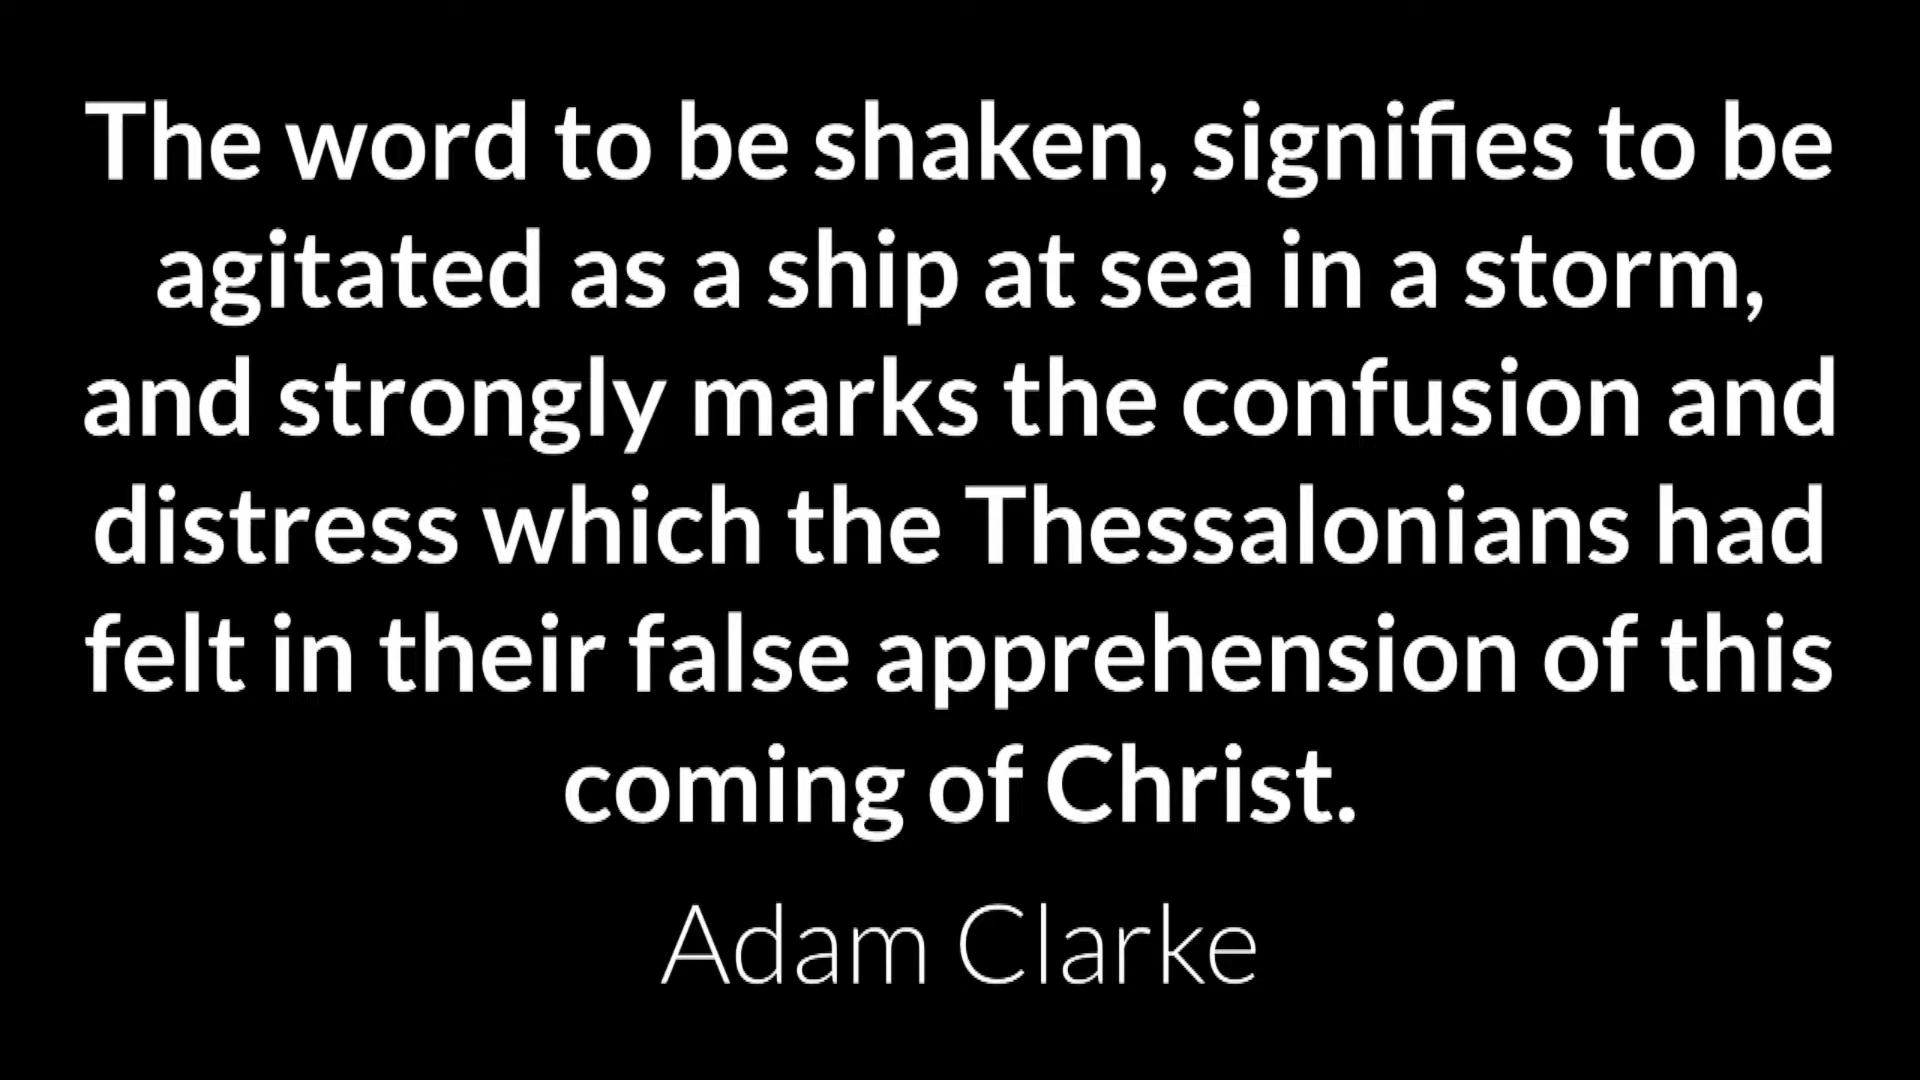 The word to be shaken, signifies to be
agitated as a ship at sea in a storm,
and strongly marks the confusion and
distress which the Thessalonians had
felt in their false apprehension of this
coming of Christ.
Adam Clarke